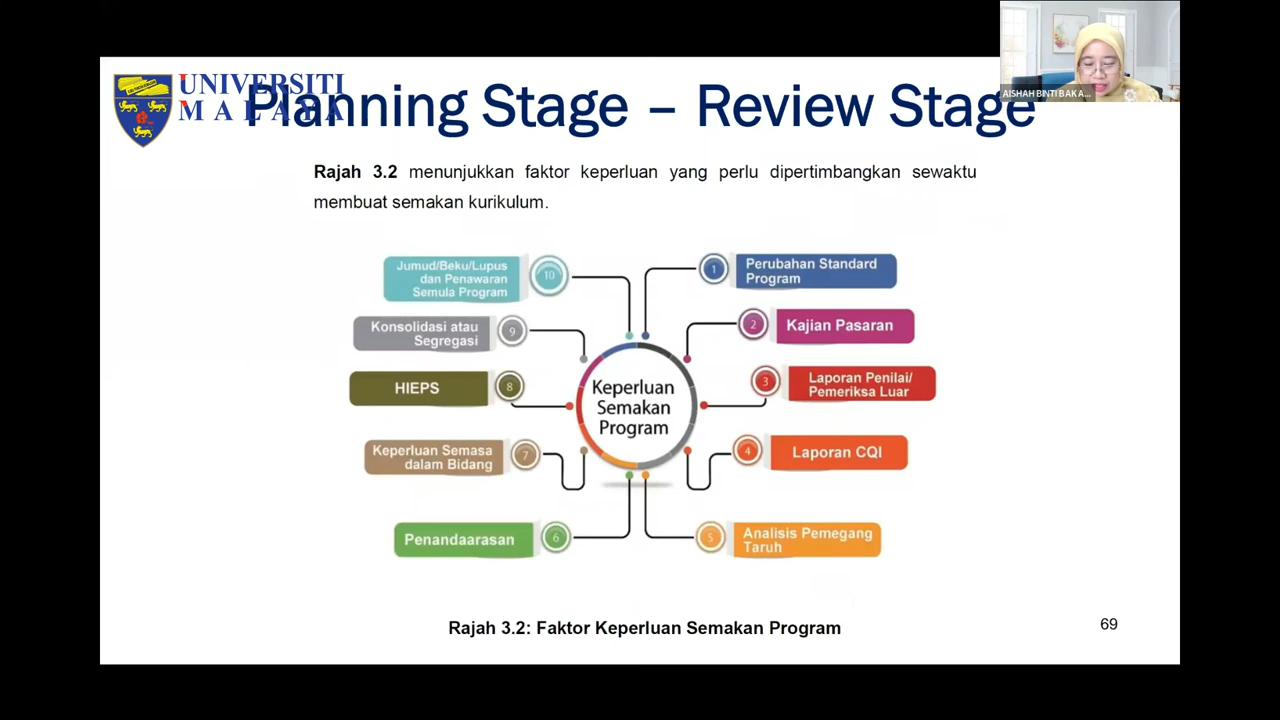 UNIVERSITI
MALAYA
Planning Stage – Review Stage
AISHAH BINTI BAKA...
Rajah 3.2 menunjukkan faktor keperluan yang perlu dipertimbangkan sewaktu
membuat semakan kurikulum.
Jumud/Beku/Lupus
dan Penawaran
Semula Program
10
1
Perubahan Standard
Program
Konsolidasi atau
Segregasi
9
2
Kajian Pasaran
HIEPS
8
Keperluan
Semakan
Program
3
Laporan Penilai/
Pemeriksa Luar
Keperluan Semasa
dalam Bidang
7
4
Laporan CQI
Penandaarasan
6
5
Analisis Pemegang
Taruh
Rajah 3.2: Faktor Keperluan Semakan Program
69